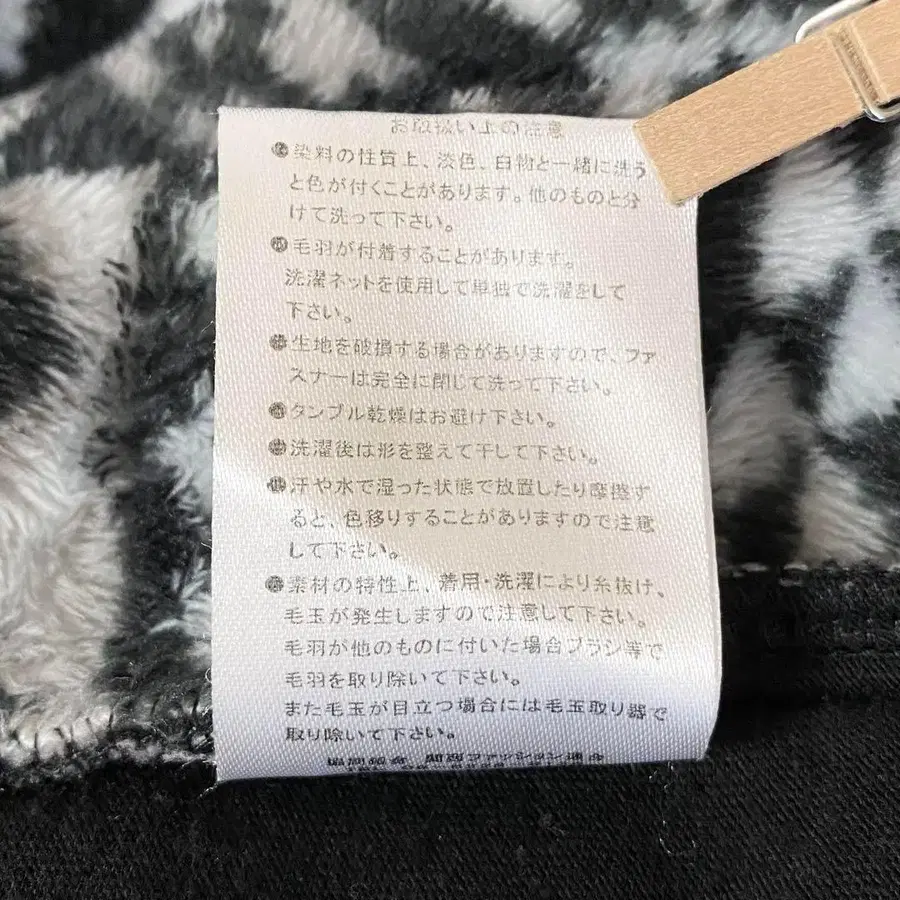 お取扱い上の注意
●染料の性質上、淡色、白物と一緒に洗う
と色が付くことがあります。他のものと分
けて洗って下さい。
●毛羽が付着することがあります。
洗濯ネットを使用して単独で洗濯をして
下さい。
●生地を破損する場合がありますので、ファ
スナーは完全に閉じて洗って下さい。
●タンブル乾燥はお避け下さい。
●洗濯後は形を整えて干して下さい。
●汗や水で湿った状態で放置したり摩擦す
ると、色移りすることがありますので注意
して下さい。
●素材の特性上、着用・洗濯により糸抜け、
毛玉が発生しますので注意して下さい。
毛羽が他のものに付いた場合ブラシ等で
毛羽を取り除いて下さい。
また毛玉が目立つ場合には毛玉取り器で
取り除いて下さい。